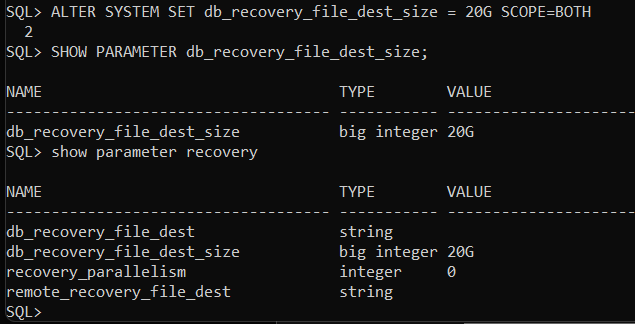 SQL> ALTER SYSTEM SET db_recovery_file_dest_size = 20G SCOPE=BOTH
  2
SQL> SHOW PARAMETER db_recovery_file_dest_size;

NAME                                 TYPE        VALUE
------------------------------------ ----------- ------------------------------
db_recovery_file_dest_size           big integer 20G
SQL> show parameter recovery

NAME                                 TYPE        VALUE
------------------------------------ ----------- ------------------------------
db_recovery_file_dest                string
db_recovery_file_dest_size           big integer 20G
recovery_parallelism                 integer     0
remote_recovery_file_dest            string
SQL>